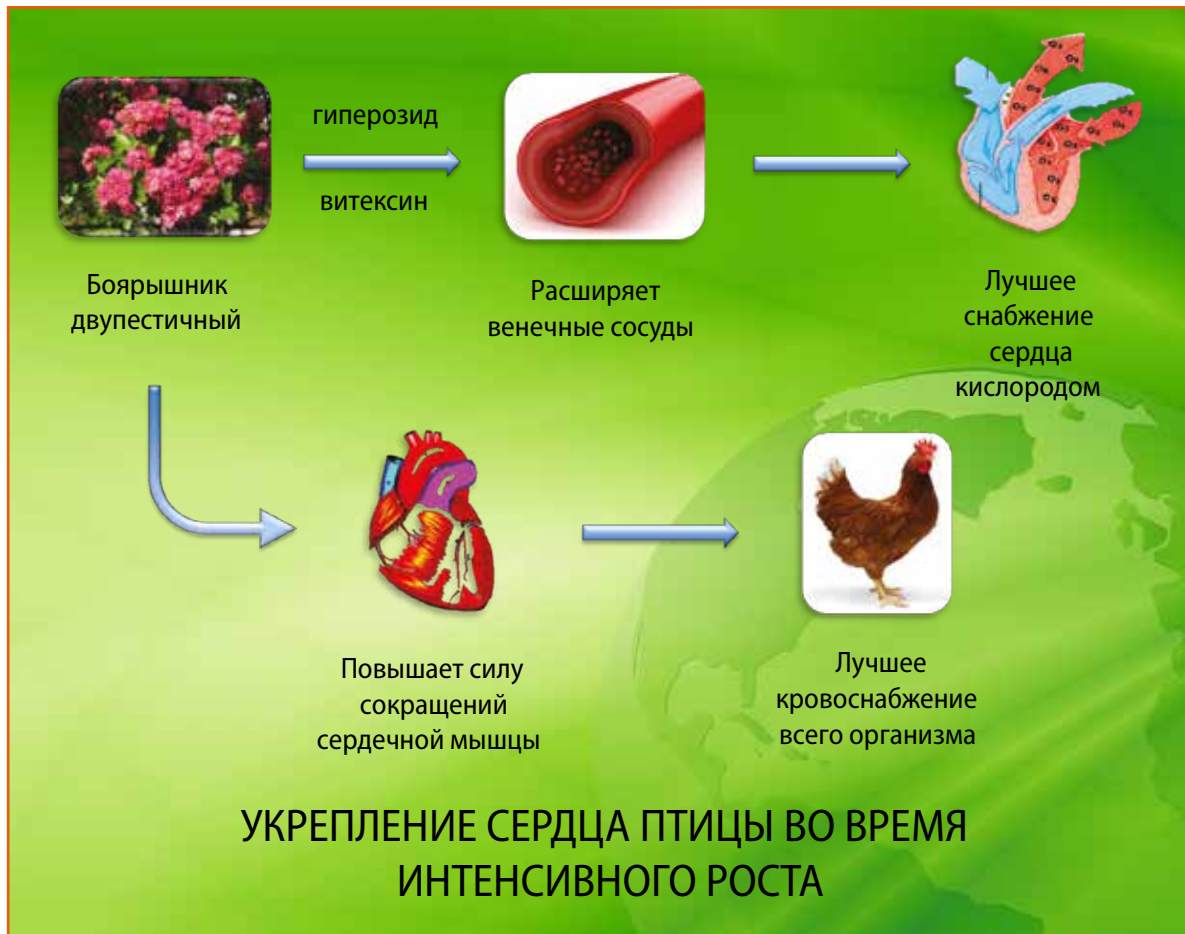 гиперозид
витексин
Боярышник
двупестичный
Расширяет
венечные сосуды
Лучшее
снабжение
сердца
кислородом
Повышает силу
сокращений
сердечной мышцы
Лучшее
кровоснабжение
всего организма
УКРЕПЛЕНИЕ СЕРДЦА ПТИЦЫ ВО ВРЕМЯ
ИНТЕНСИВНОГО РОСТА